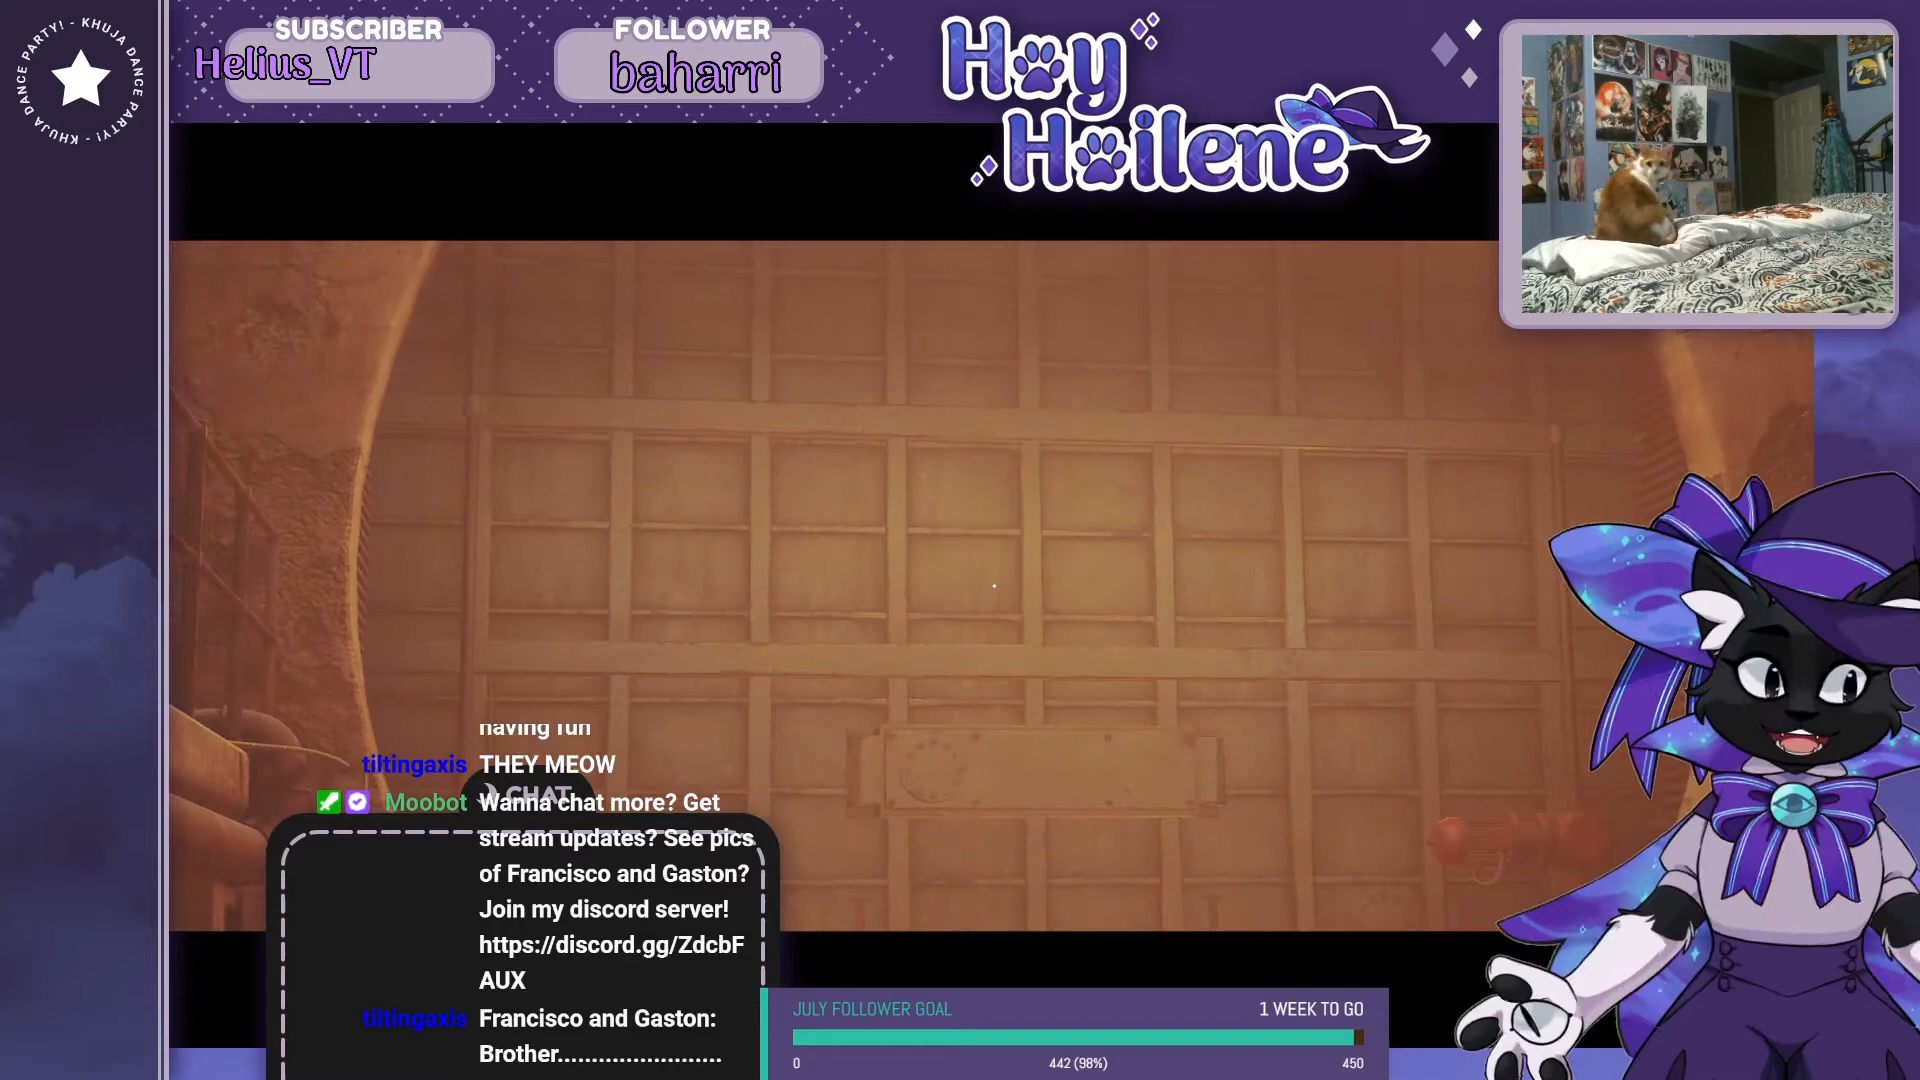 KHUJA DANCE PARTY! - KHUJA DANCE PARTY! -
SUBSCRIBER
Helius_VT
FOLLOWER
baharri
Hey
Hailene
having fun
tiltingaxis THEY MEOW
CHAT
Moobot Wanna chat more? Get
stream updates? See pics
of Francisco and Gaston?
Join my discord server!
https://discord.gg/ZdcbF
AUX
tiltingaxis Francisco and Gaston:
Brother........................
JULY FOLLOWER GOAL
1 WEEK TO GO
0
442 (98%)
450